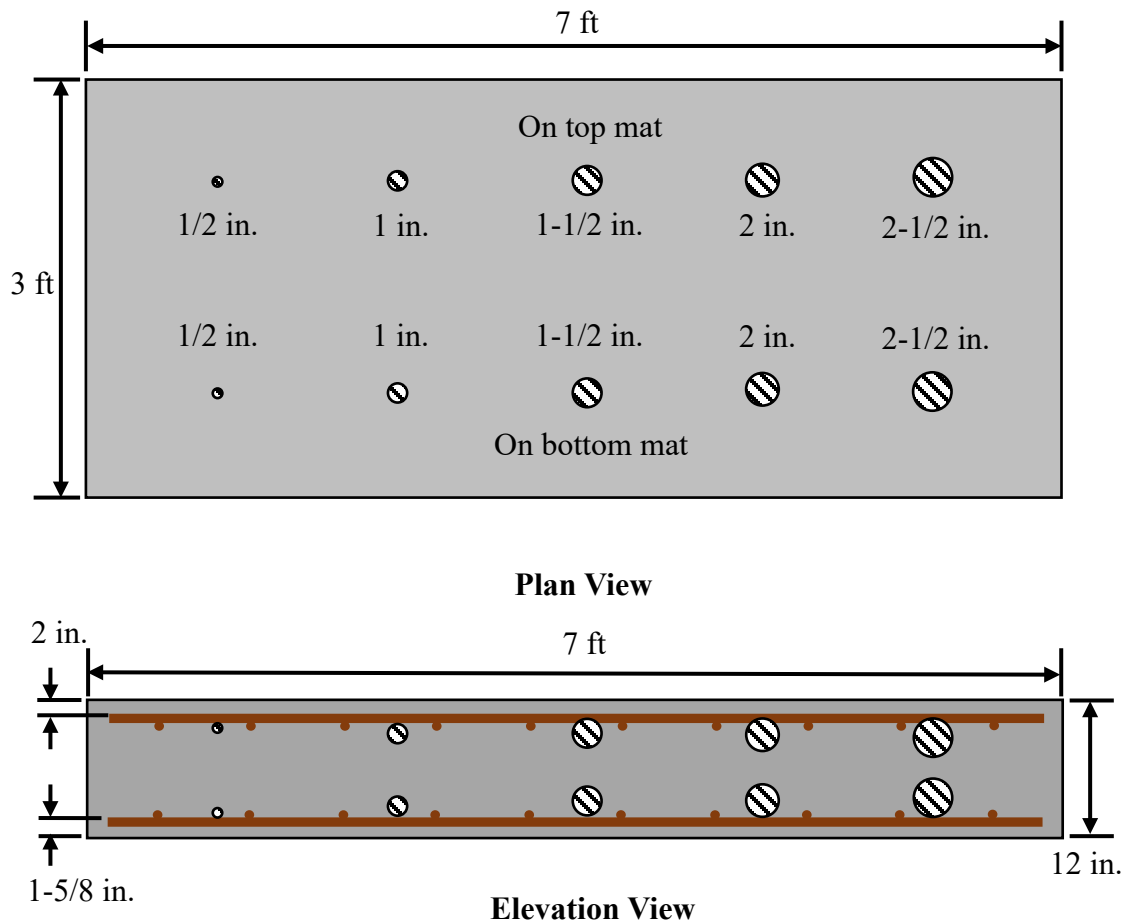 7 ft
On top mat
1/2 in. 1 in. 1-1/2 in. 2 in. 2-1/2 in.
3 ft
1/2 in. 1 in. 1-1/2 in. 2 in. 2-1/2 in.
On bottom mat
Plan View
2 in.
7 ft
12 in.
1-5/8 in.
Elevation View